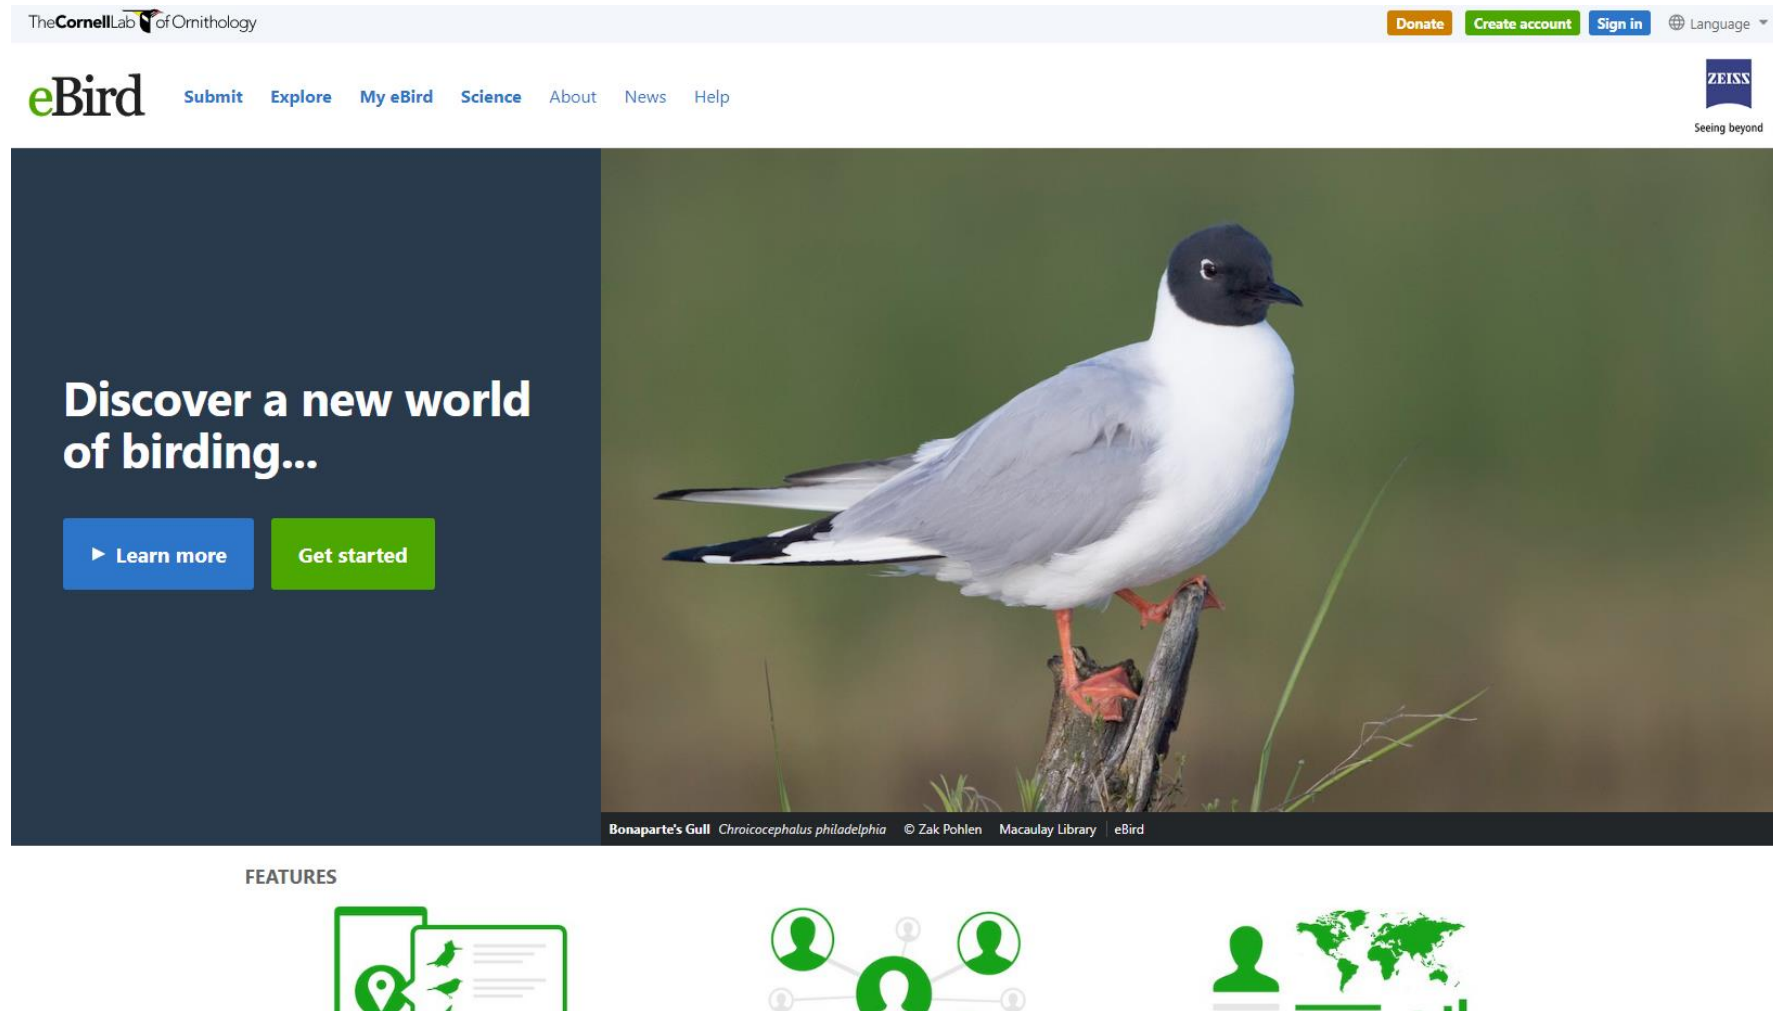 TheCornellLab of Ornithology
Donate
Create account
Sign in
Language
eBird
Submit
Explore
My eBird
Science
About
News
Help
ZEISS
Seeing beyond
Discover a new world
of birding...
Learn more
Get started
Bonaparte's Gull Chroicocephalus philadelphia © Zak Pohlen Macaulay Library eBird
FEATURES